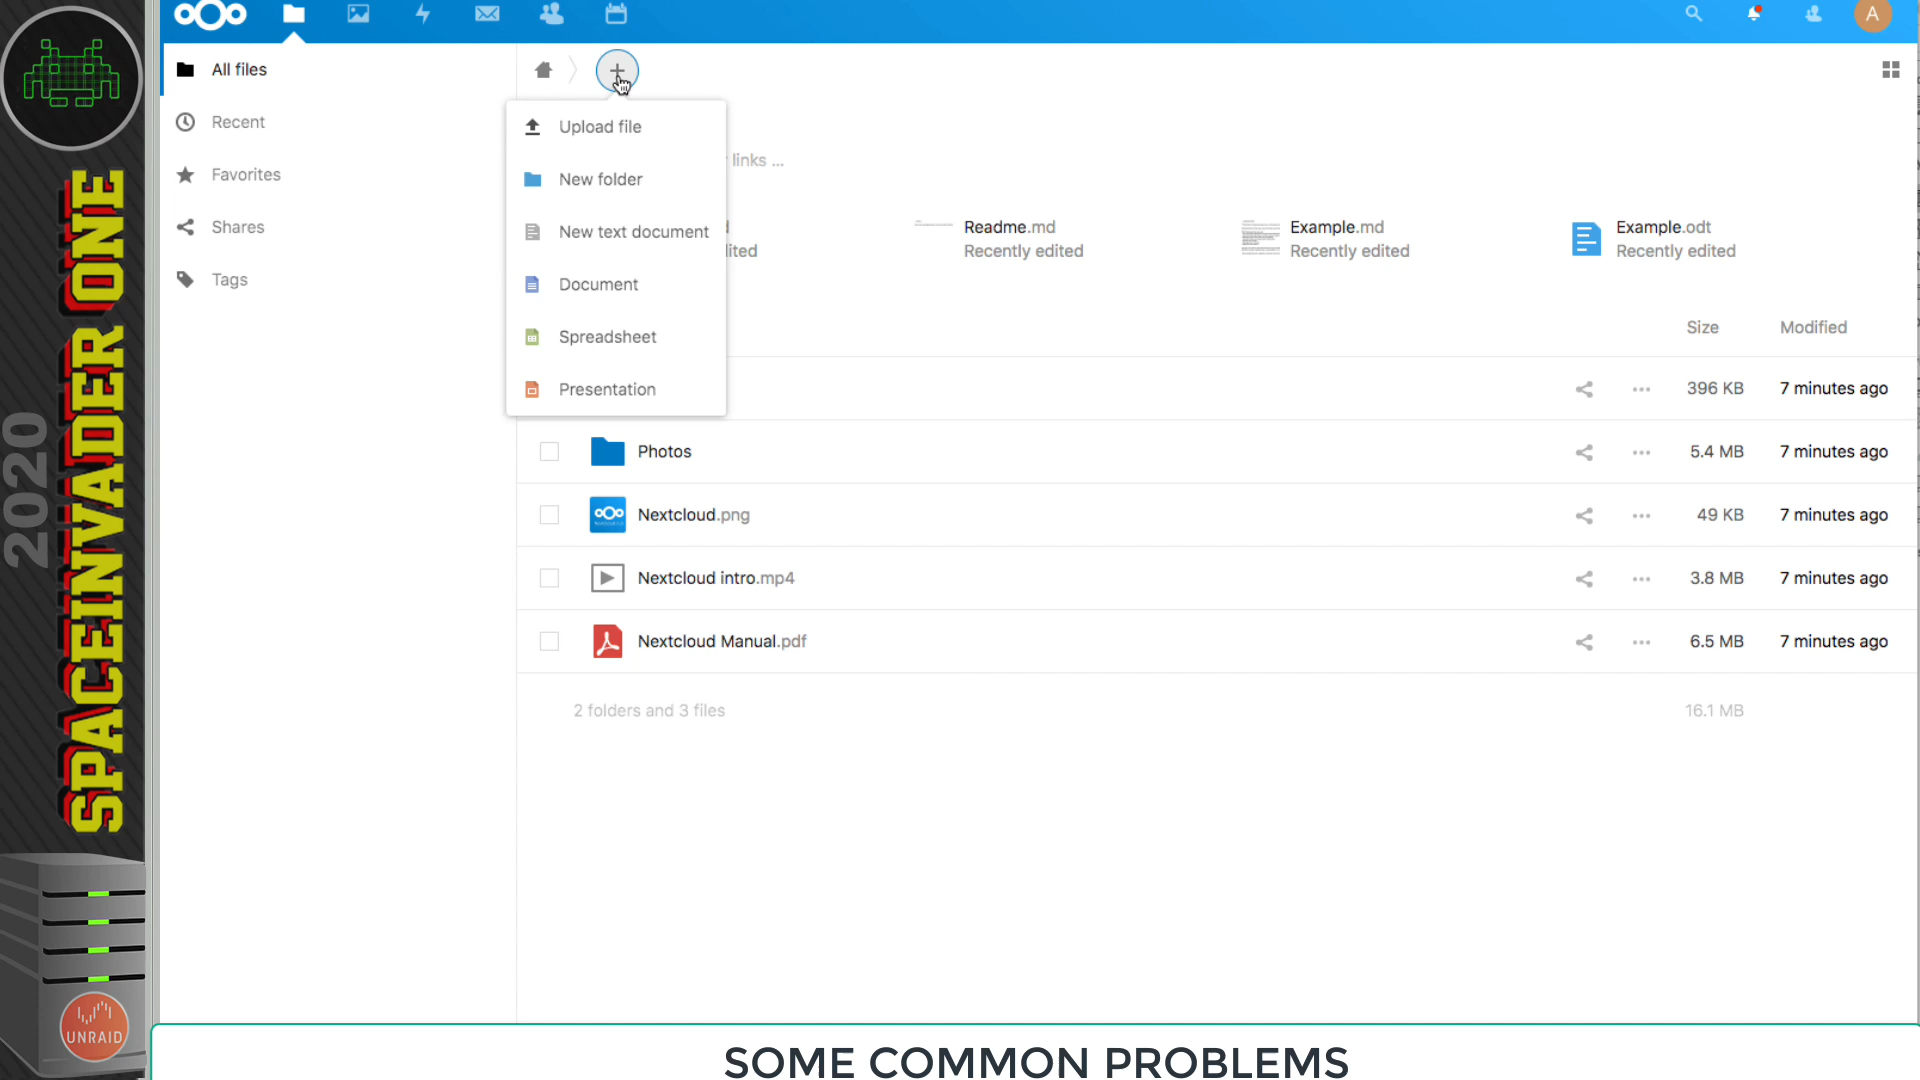 A
All files
Recent
Favorites
Shares
Tags
Upload file
New folder
New text document
Document
Spreadsheet
Presentation
links ...
Readme.md
Recently edited
Example.md
Recently edited
Example.odt
Recently edited
Size Modified
396 KB 7 minutes ago
Photos 5.4 MB 7 minutes ago
Nextcloud.png 49 KB 7 minutes ago
Nextcloud intro.mp4 3.8 MB 7 minutes ago
Nextcloud Manual.pdf 6.5 MB 7 minutes ago
2 folders and 3 files 16.1 MB
2020
SPACEINVADER ONE
UNRAID
SOME COMMON PROBLEMS